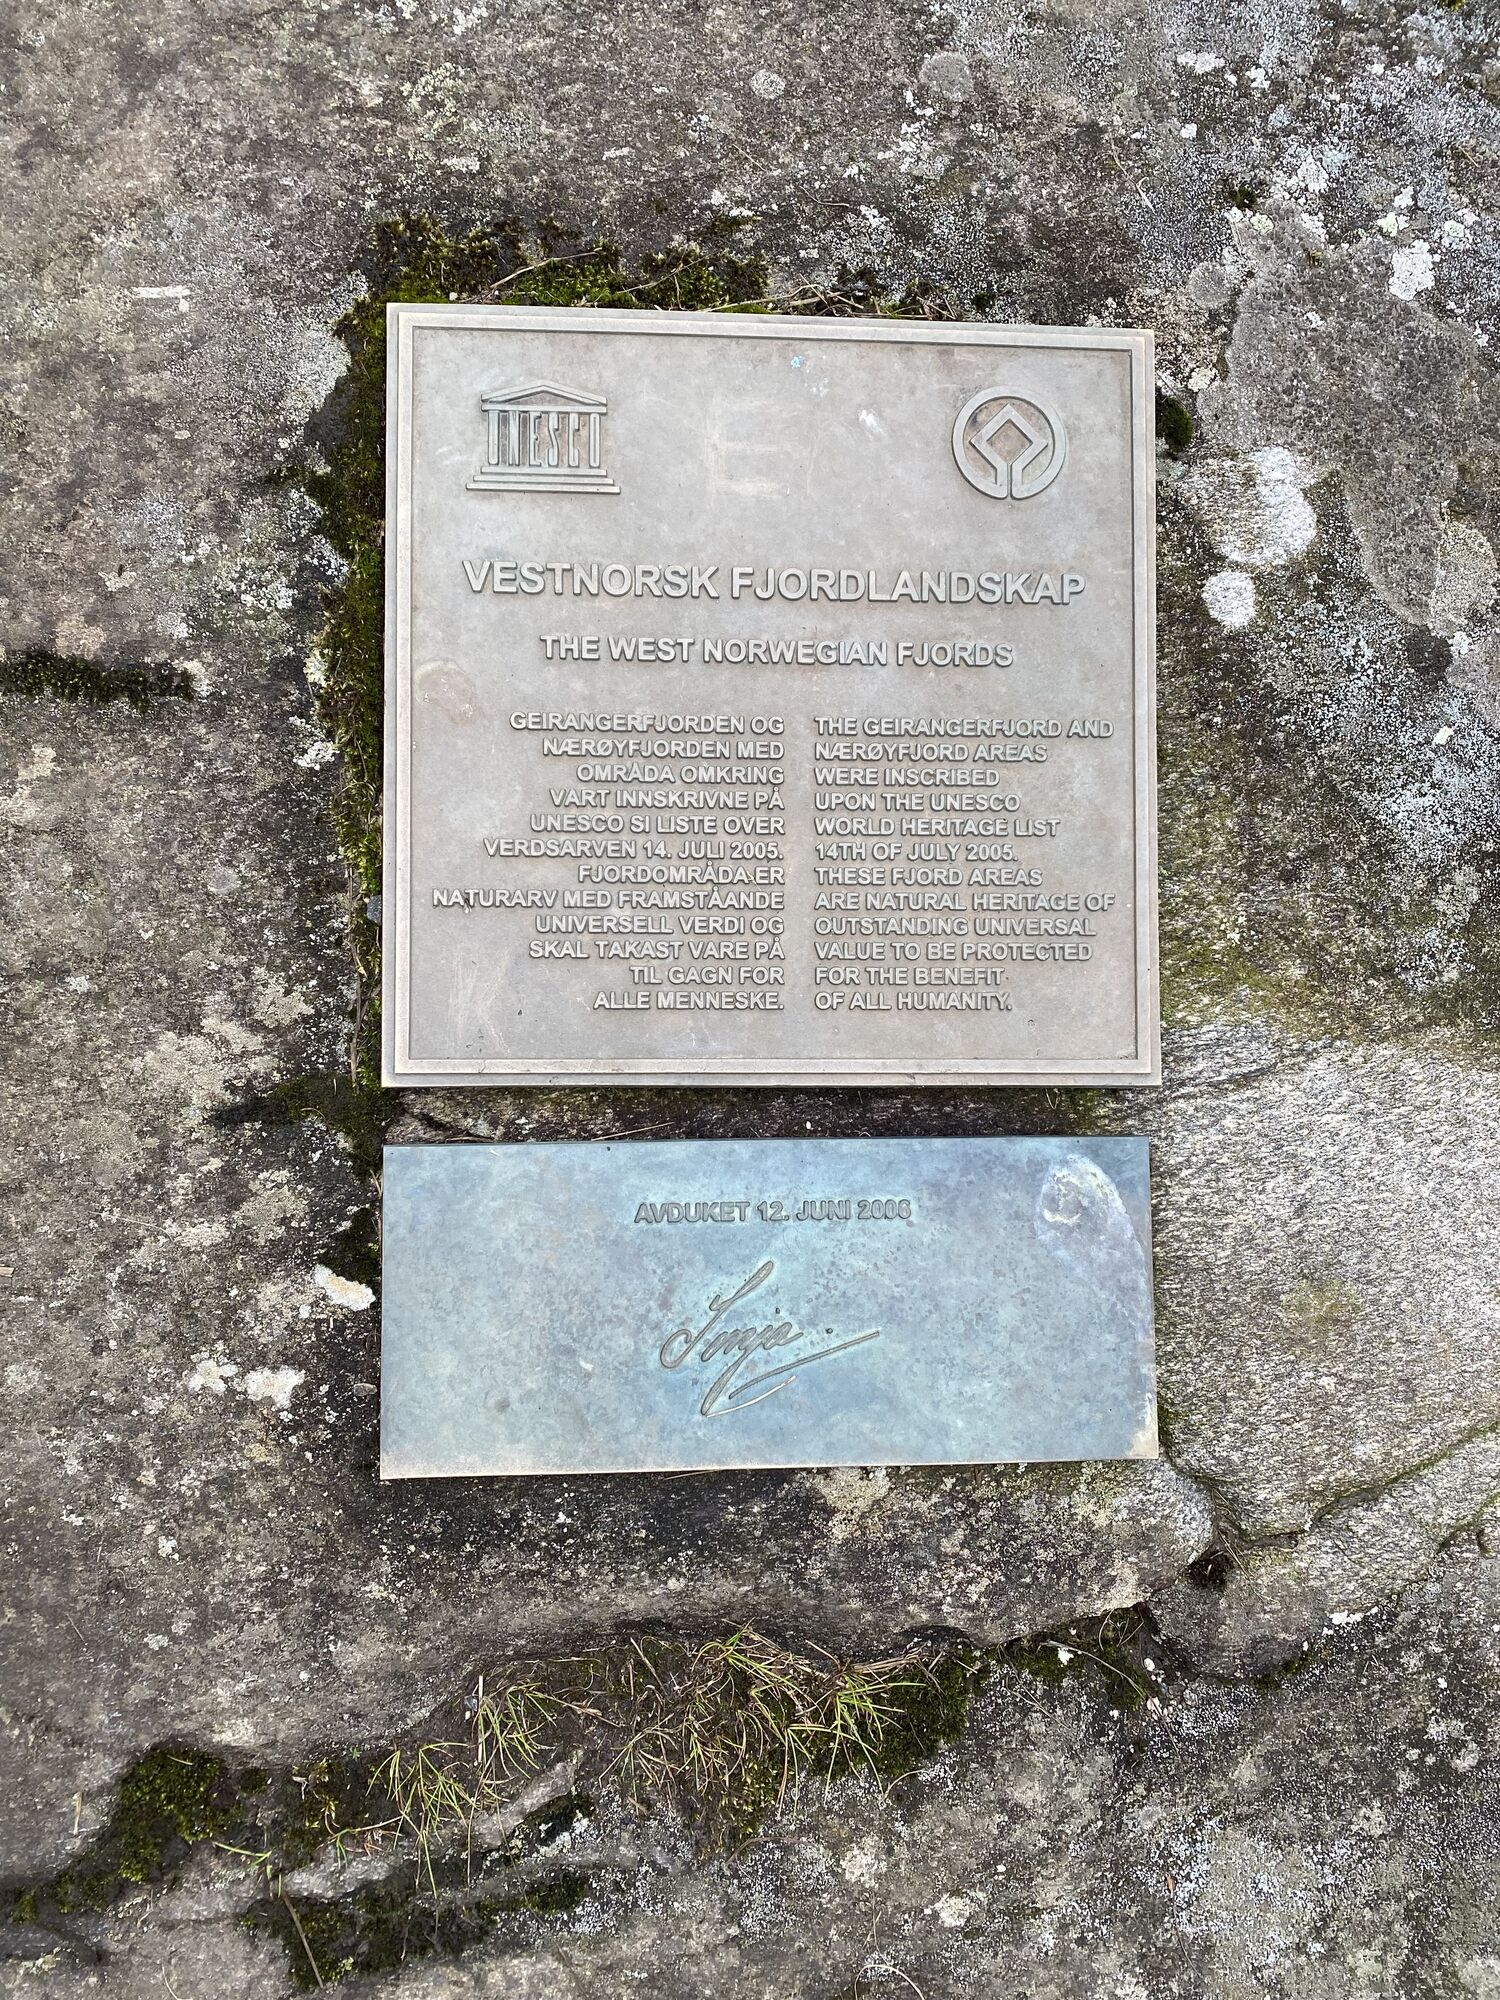 UNESCO
VESTNORSK FJORDLANDSKAP
THE WEST NORWEGIAN FJORDS
GEIRANGERFJORDEN OG
NÆRØYFJORDEN MED
OMRÅDA OMKRING
VART INNSKRIVNE PÅ
UNESCO SI LISTE OVER
VERDSARVEN 14. JULI 2005.
FJORDOMRÅDA ER
NATURARV MED FRAMSTÅANDE
UNIVERSELL VERDI OG
SKAL TAKAST VARE PÅ
TIL GAGN FOR
ALLE MENNESKE.
THE GEIRANGERFJORD AND
NÆRØYFJORD AREAS
WERE INSCRIBED
UPON THE UNESCO
WORLD HERITAGE LIST
14TH OF JULY 2005.
THESE FJORD AREAS
ARE NATURAL HERITAGE OF
OUTSTANDING UNIVERSAL
VALUE TO BE PROTECTED
FOR THE BENEFIT
OF ALL HUMANITY.
AVDUKET 12. JUNI 2006
Sonja